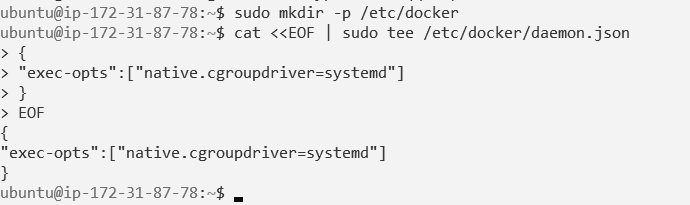 ubuntu@ip-172-31-87-78:~$ sudo mkdir -p /etc/docker
ubuntu@ip-172-31-87-78:~$ cat <<EOF | sudo tee /etc/docker/daemon.json
> {
> "exec-opts":["native.cgroupdriver=systemd"]
> }
> EOF
{
"exec-opts":["native.cgroupdriver=systemd"]
}
ubuntu@ip-172-31-87-78:~$